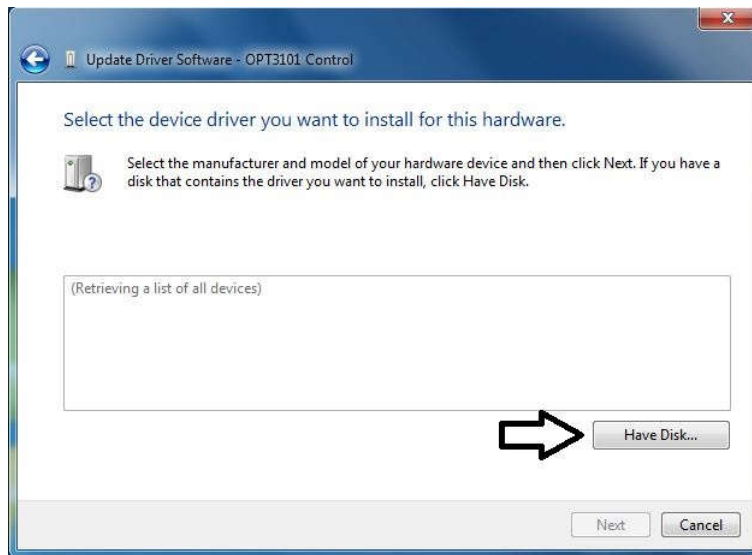 Update Driver Software - OPT3101 Control
Select the device driver you want to install for this hardware.
Select the manufacturer and model of your hardware device and then click Next. If you have a
disk that contains the driver you want to install, click Have Disk.
(Retrieving a list of all devices)
Have Disk...
Next
Cancel